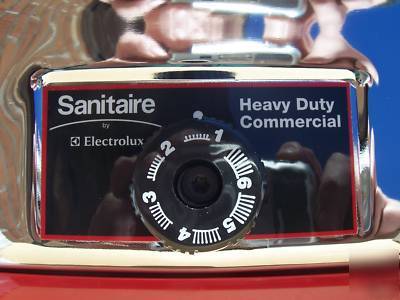 Sanitaire
by
Electrolux
Heavy Duty
Commercial
1
2
3
4
5
6